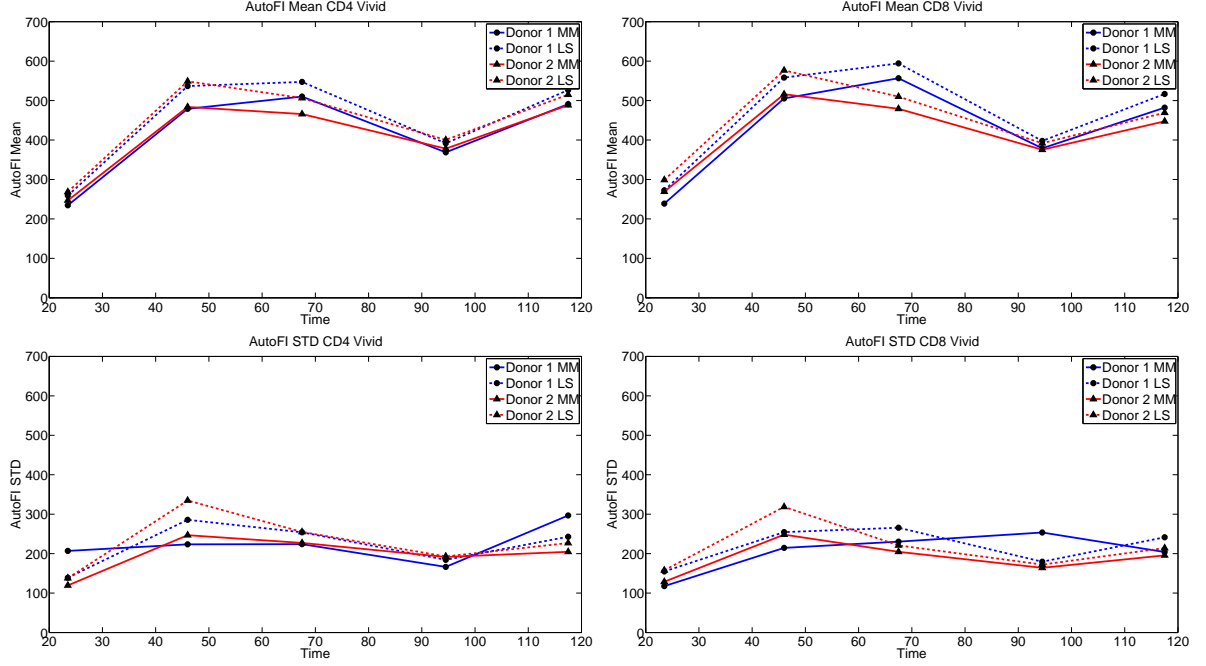 AutoFI Mean CD4 Vivid
700
600
500
400
300
200
100
0
AutoFI Mean
20 30 40 50 60 70 80 90 100 110 120
Time
Donor 1 MM
Donor 1 LS
Donor 2 MM
Donor 2 LS
AutoFI Mean CD8 Vivid
700
600
500
400
300
200
100
0
AutoFI Mean
20 30 40 50 60 70 80 90 100 110 120
Time
Donor 1 MM
Donor 1 LS
Donor 2 MM
Donor 2 LS
AutoFI STD CD4 Vivid
700
600
500
400
300
200
100
0
AutoFI STD
20 30 40 50 60 70 80 90 100 110 120
Time
Donor 1 MM
Donor 1 LS
Donor 2 MM
Donor 2 LS
AutoFI STD CD8 Vivid
700
600
500
400
300
200
100
0
AutoFI STD
20 30 40 50 60 70 80 90 100 110 120
Time
Donor 1 MM
Donor 1 LS
Donor 2 MM
Donor 2 LS